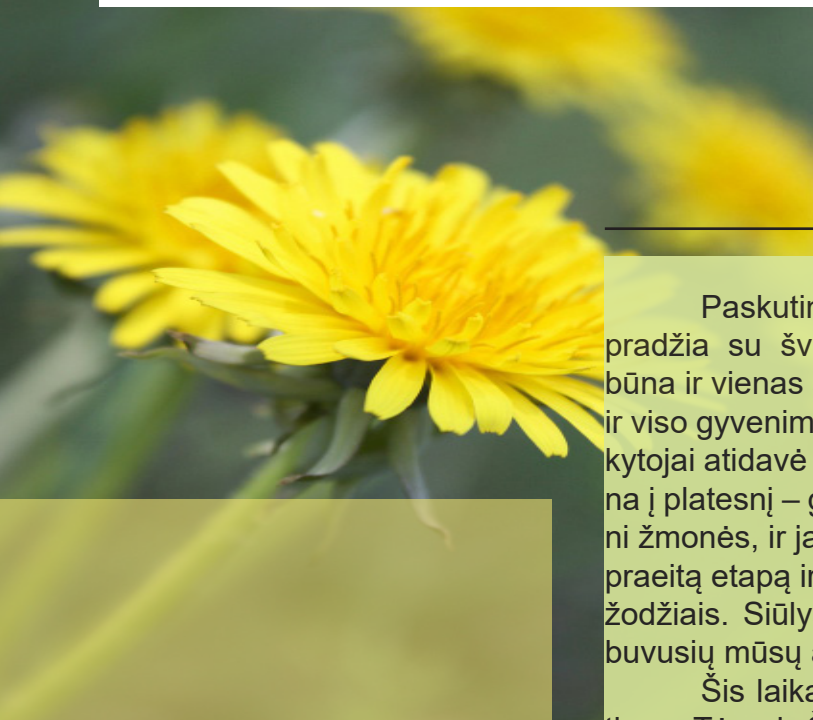 Paskutin
pradžia su šv
būna ir vienas
ir viso gyvenim
kytojai atidavė
na į platesnį –
ni žmonės, ir ja
praeitą etapą ir
žodžiais. Siūly
buvusių mūsų
Šis laika